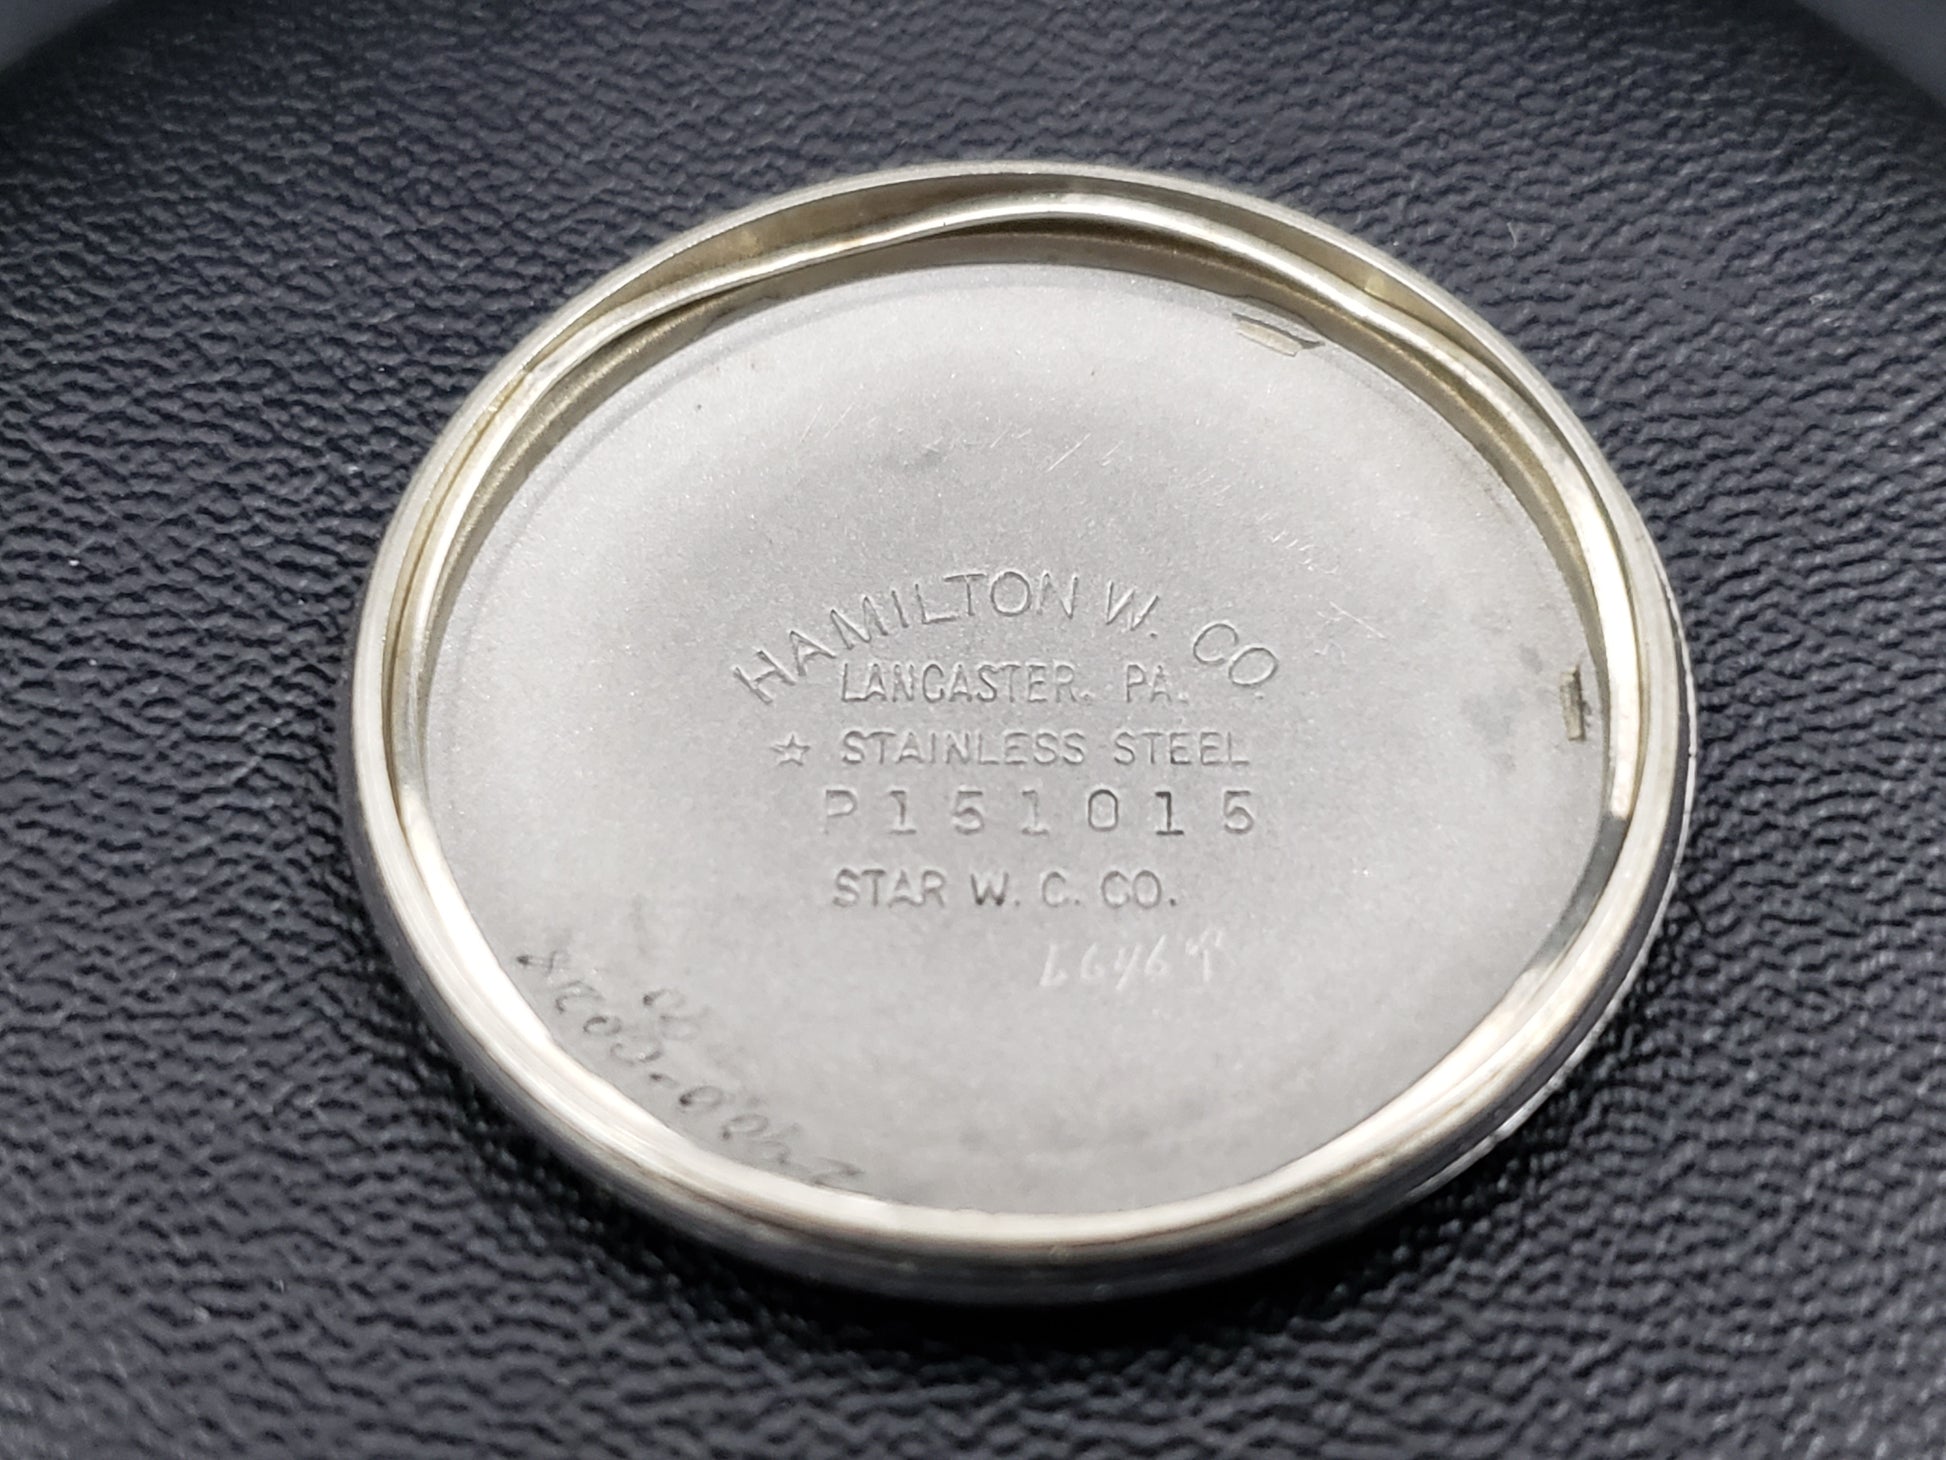 HAMILTON W. CO.
LANCASTER, PA.
☆ STAINLESS STEEL
P151015
STAR W. C. CO.